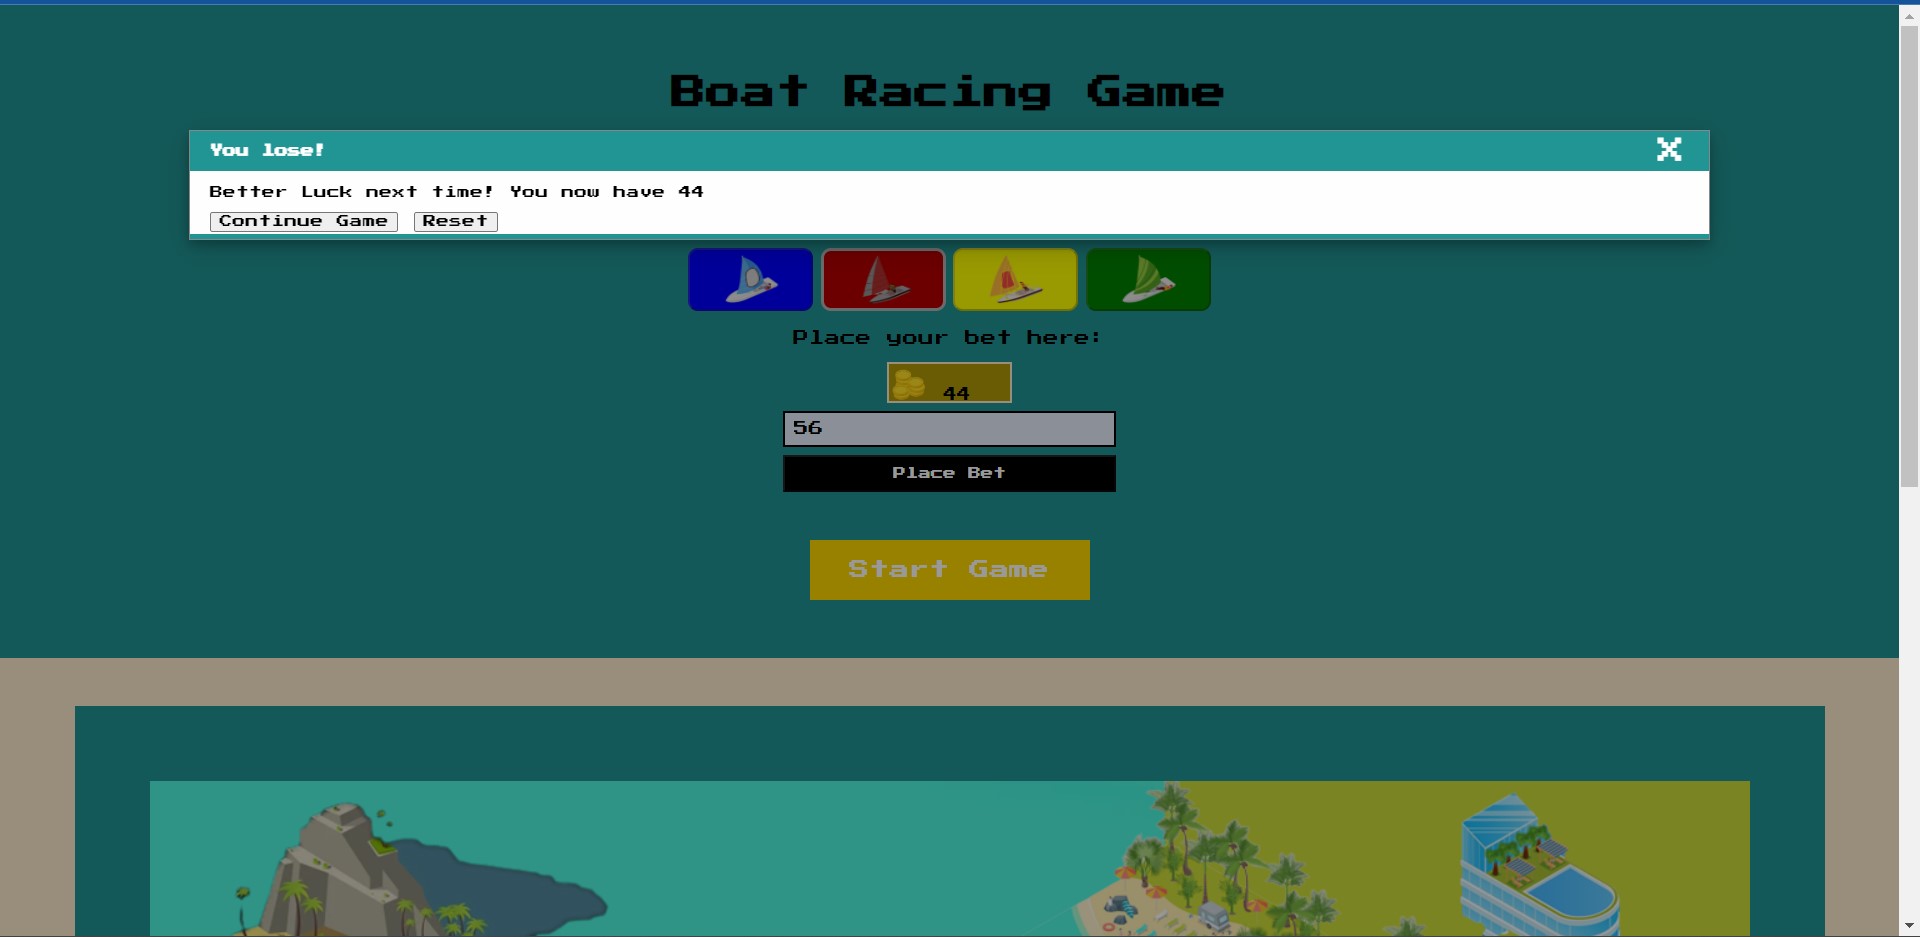 Boat Racing Game
You lose!
Better Luck next time! You now have 44
Continue Game Reset
Place your bet here:
44
56
Place Bet
Start Game